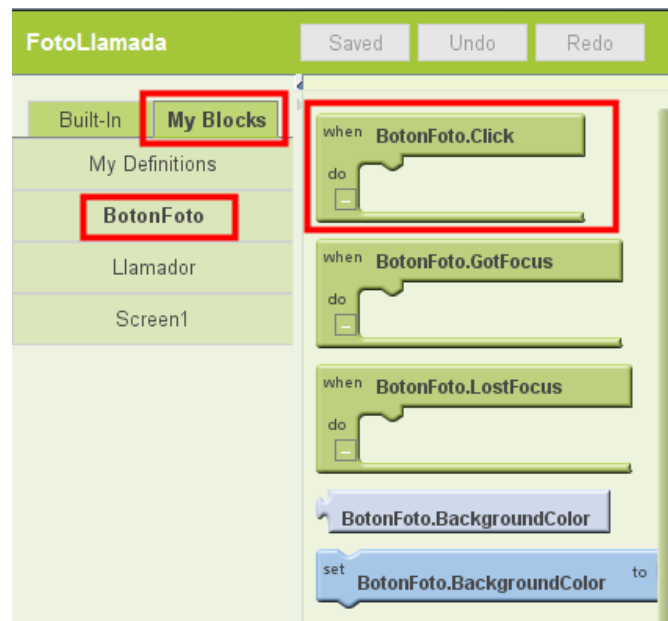 FotoLlamada
Saved Undo Redo
Built-In My Blocks
My Definitions
BotonFoto
Llamador
Screen1
when BotonFoto.Click
do
when BotonFoto.GotFocus
do
when BotonFoto.LostFocus
do
BotonFoto.BackgroundColor
set BotonFoto.BackgroundColor to